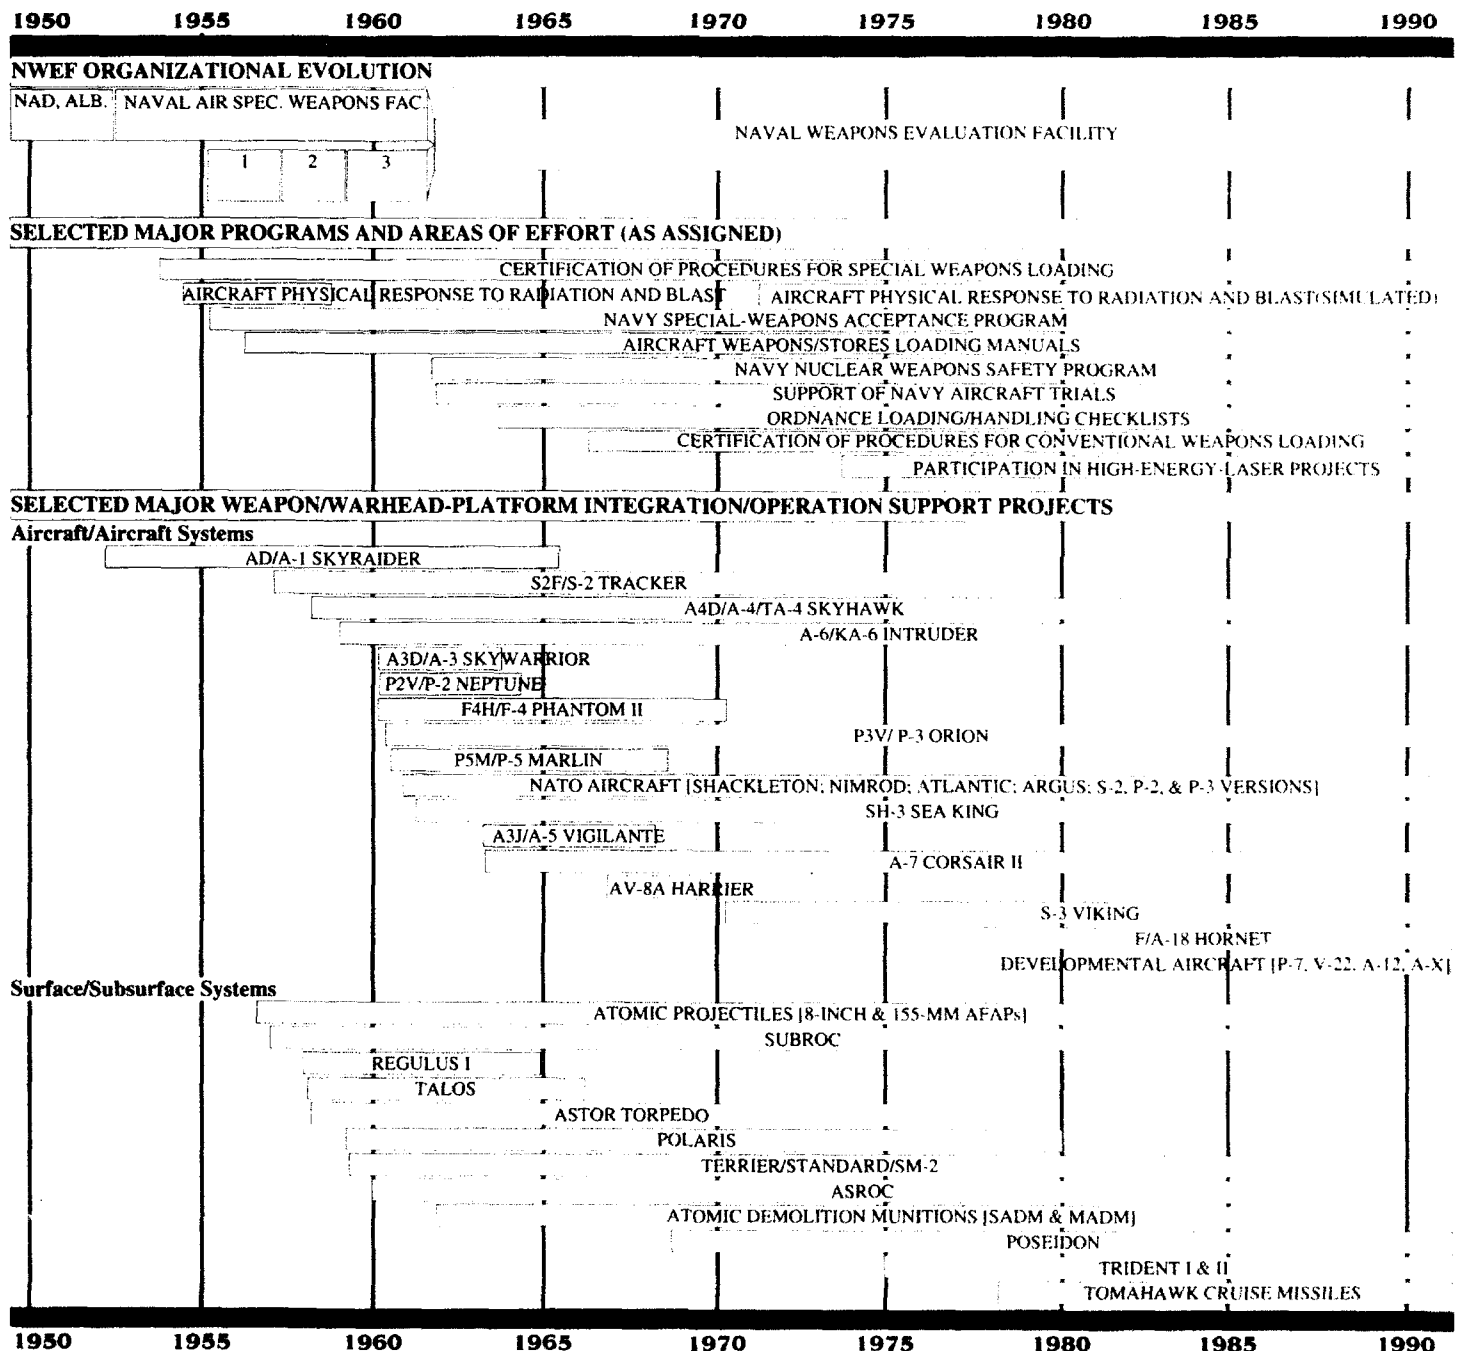 1950 1955 1960 1965 1970 1975 1980 1985 1990
NWEF ORGANIZATIONAL EVOLUTION
NAD, ALB. NAVAL AIR SPEC. WEAPONS FAC.
NAVAL WEAPONS EVALUATION FACILITY
1 2 3
SELECTED MAJOR PROGRAMS AND AREAS OF EFFORT (AS ASSIGNED)
CERTIFICATION OF PROCEDURES FOR SPECIAL WEAPONS LOADING
AIRCRAFT PHYSICAL RESPONSE TO RADIATION AND BLAST AIRCRAFT PHYSICAL RESPONSE TO RADIATION AND BLAST(SIMULATED)
NAVY SPECIAL-WEAPONS ACCEPTANCE PROGRAM
AIRCRAFT WEAPONS/STORES LOADING MANUALS
NAVY NUCLEAR WEAPONS SAFETY PROGRAM
SUPPORT OF NAVY AIRCRAFT TRIALS
ORDNANCE LOADING/HANDLING CHECKLISTS
CERTIFICATION OF PROCEDURES FOR CONVENTIONAL WEAPONS LOADING
PARTICIPATION IN HIGH-ENERGY-LASER PROJECTS
SELECTED MAJOR WEAPON/WARHEAD-PLATFORM INTEGRATION/OPERATION SUPPORT PROJECTS
Aircraft/Aircraft Systems
AD/A-1 SKYRAIDER
S2F/S-2 TRACKER
A4D/A-4/TA-4 SKYHAWK
A-6/KA-6 INTRUDER
A3D/A-3 SKYWARRIOR
P2V/P-2 NEPTUNE
F4H/F-4 PHANTOM II
P3V/ P-3 ORION
P5M/P-5 MARLIN
NATO AIRCRAFT [SHACKLETON; NIMROD; ATLANTIC; ARGUS; S-2, P-2, & P-3 VERSIONS]
SH-3 SEA KING
A3J/A-5 VIGILANTE
A-7 CORSAIR II
AV-8A HARRIER
S-3 VIKING
F/A-18 HORNET
DEVELOPMENTAL AIRCRAFT [P-7, V-22, A-12, A-X]
Surface/Subsurface Systems
ATOMIC PROJECTILES [8-INCH & 155-MM AFAPs]
SUBROC
REGULUS I
TALOS
ASTOR TORPEDO
POLARIS
TERRIER/STANDARD/SM-2
ASROC
ATOMIC DEMOLITION MUNITIONS [SADM & MADM]
POSEIDON
TRIDENT I & II
TOMAHAWK CRUISE MISSILES
1950 1955 1960 1965 1970 1975 1980 1985 1990